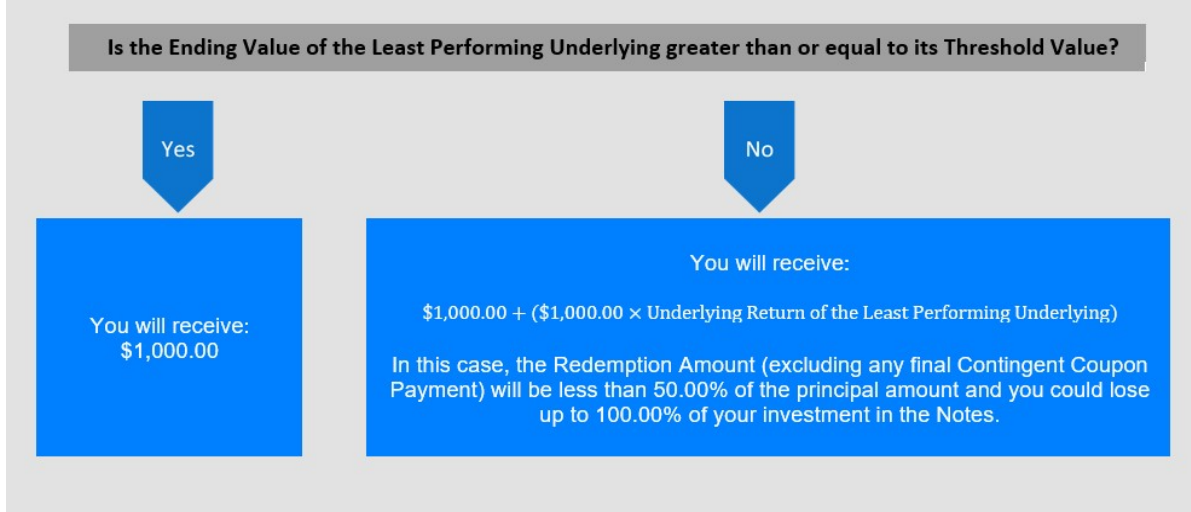 Is the Ending Value of the Least Performing Underlying greater than or equal to its Threshold Value?
Yes
No
You will receive:
$1,000.00
You will receive:
$1,000.00 + ($1,000.00 × Underlying Return of the Least Performing Underlying)
In this case, the Redemption Amount (excluding any final Contingent Coupon
Payment) will be less than 50.00% of the principal amount and you could lose
up to 100.00% of your investment in the Notes.